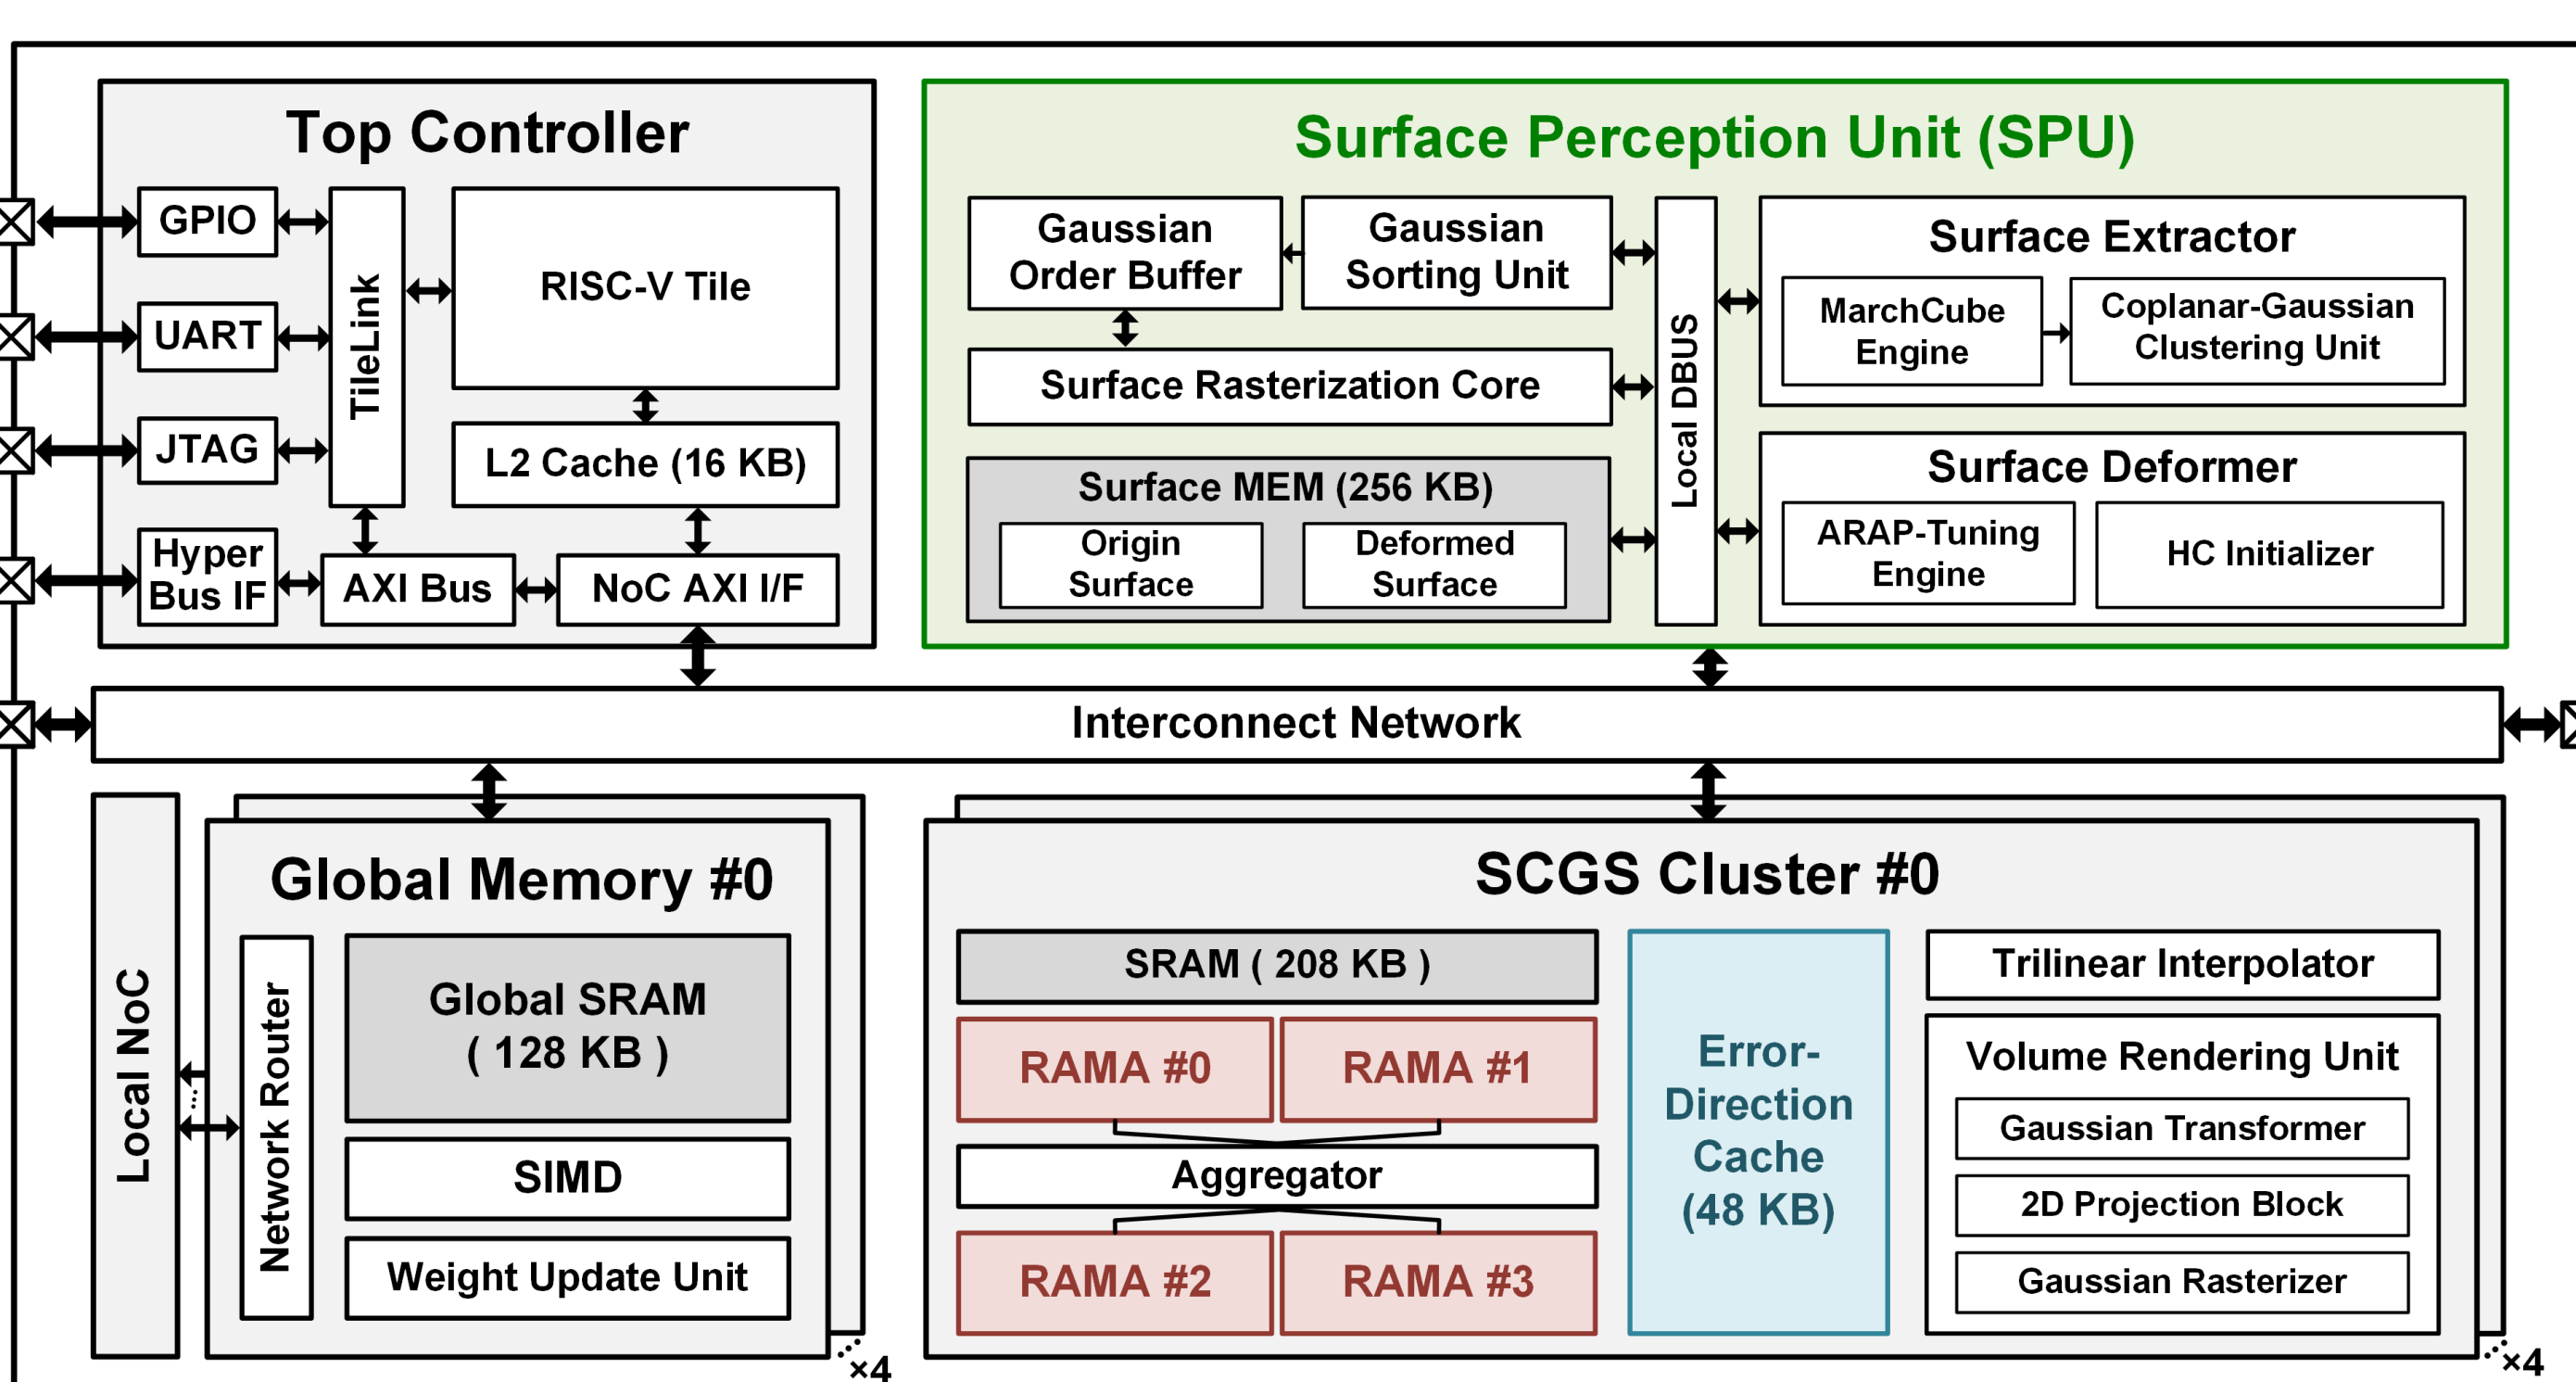 Top Controller
GPIO
UART
JTAG
Hyper
Bus IF
TileLink
RISC-V Tile
L2 Cache (16 KB)
AXI Bus
NoC AXI I/F
Surface Perception Unit (SPU)
Gaussian
Order Buffer
Gaussian
Sorting Unit
Surface Rasterization Core
Surface MEM (256 KB)
Origin
Surface
Deformed
Surface
Local DBUS
Surface Extractor
MarchCube
Engine
Coplanar-Gaussian
Clustering Unit
Surface Deformer
ARAP-Tuning
Engine
HC Initializer
Interconnect Network
Local NoC
Global Memory #0
Network Router
Global SRAM
( 128 KB )
SIMD
Weight Update Unit
×4
SCGS Cluster #0
SRAM ( 208 KB )
RAMA #0
RAMA #1
Aggregator
RAMA #2
RAMA #3
Error-
Direction
Cache
(48 KB)
Trilinear Interpolator
Volume Rendering Unit
Gaussian Transformer
2D Projection Block
Gaussian Rasterizer
×4